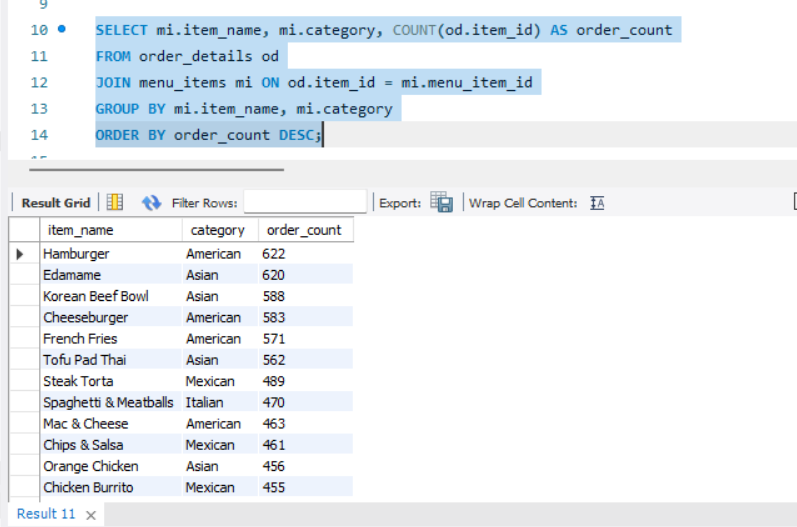 9
10 SELECT mi.item_name, mi.category, COUNT(od.item_id) AS order_count
11 FROM order_details od
12 JOIN menu_items mi ON od.item_id = mi.menu_item_id
13 GROUP BY mi.item_name, mi.category
14 ORDER BY order_count DESC;
Result Grid Filter Rows: Export: Wrap Cell Content: IA
item_name category order_count
Hamburger American 622
Edamame Asian 620
Korean Beef Bowl Asian 588
Cheeseburger American 583
French Fries American 571
Tofu Pad Thai Asian 562
Steak Torta Mexican 489
Spaghetti & Meatballs Italian 470
Mac & Cheese American 463
Chips & Salsa Mexican 461
Orange Chicken Asian 456
Chicken Burrito Mexican 455
Result 11